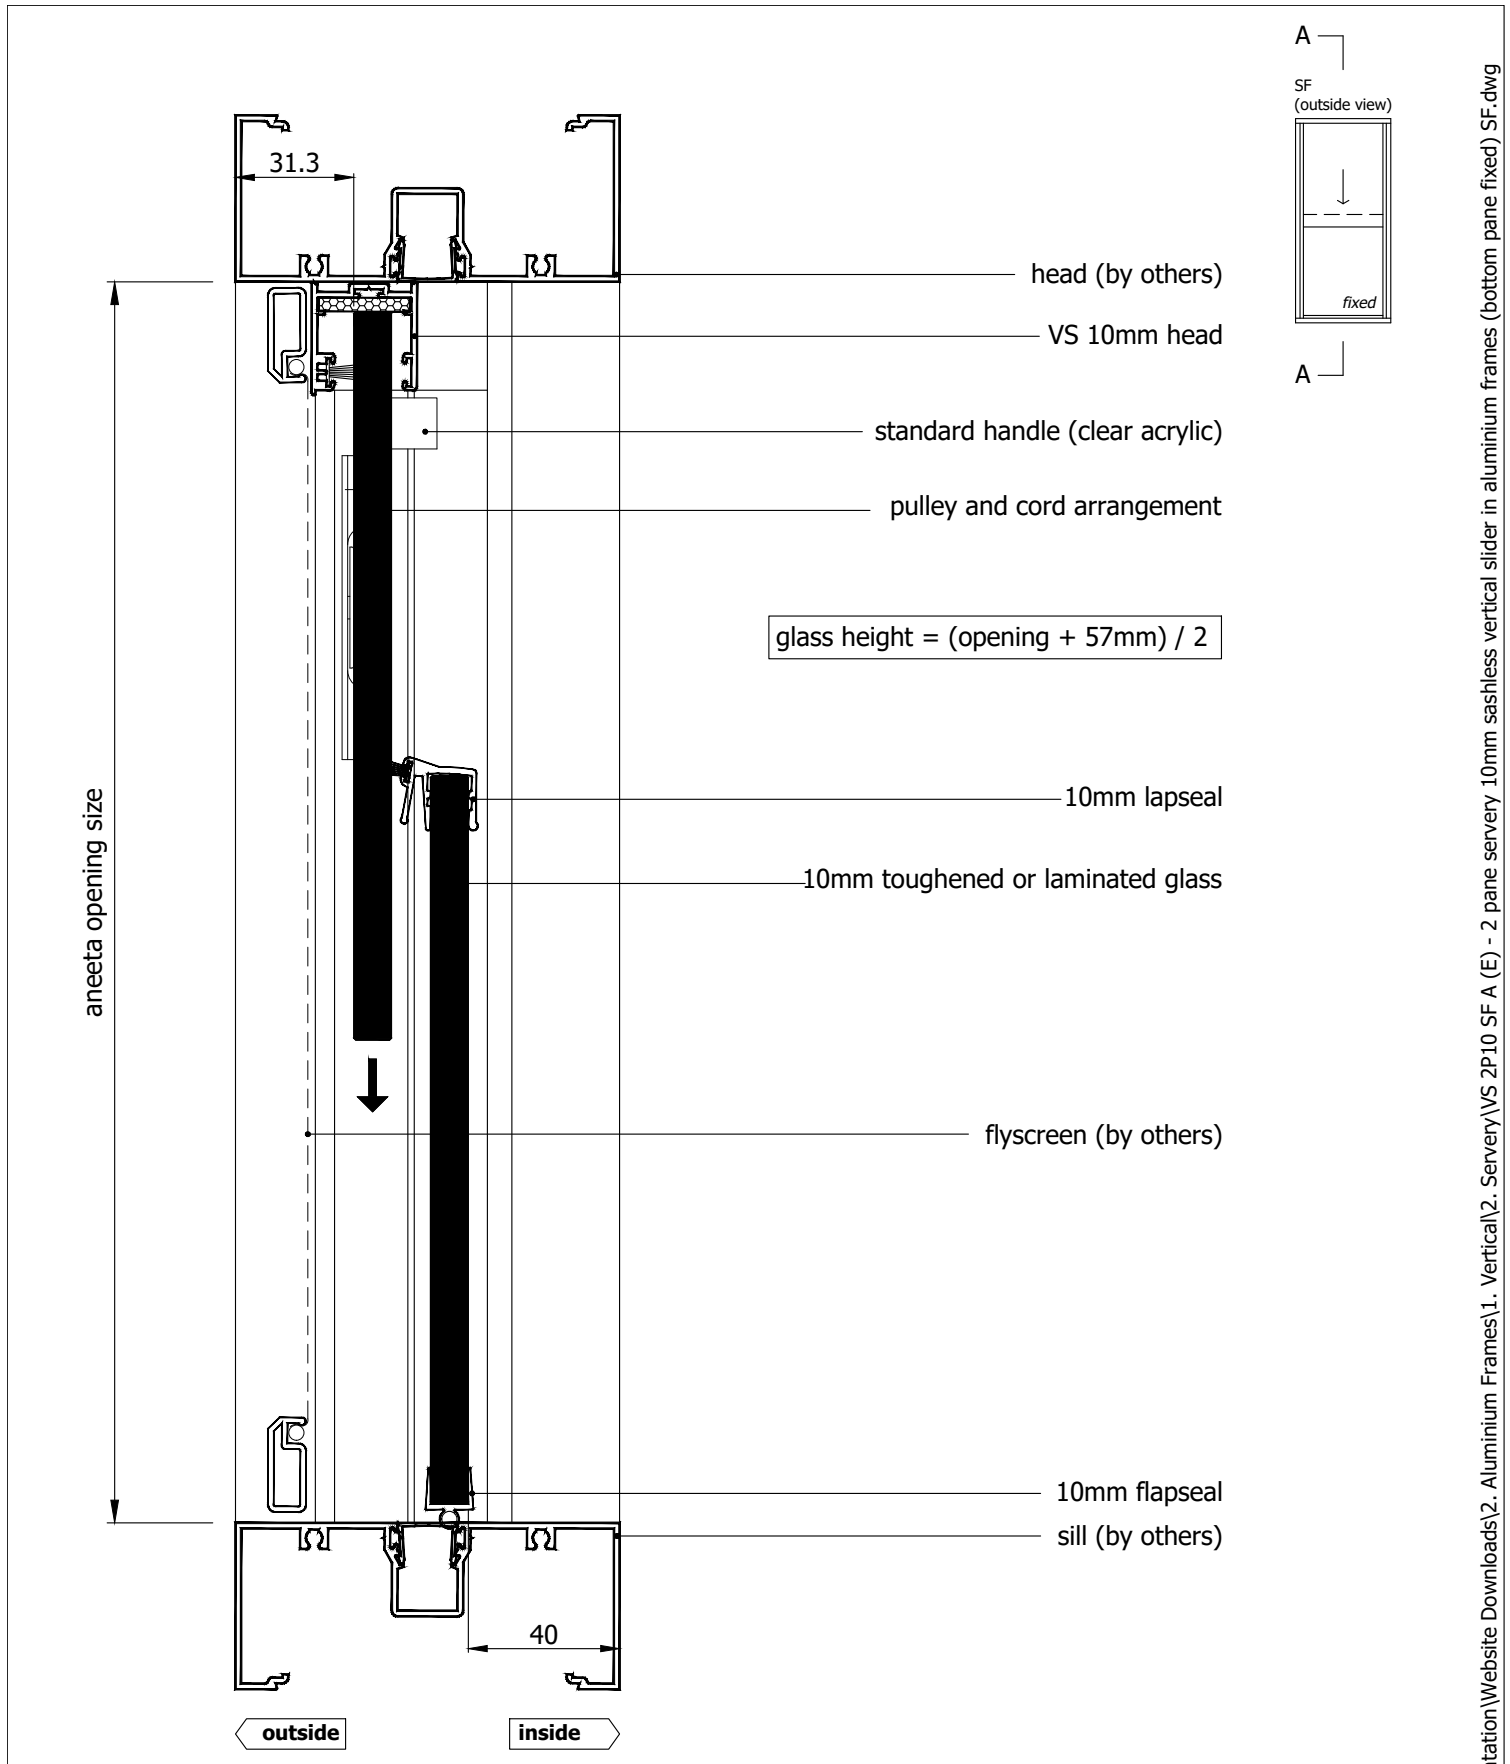 A
SF
(outside view)
fixed
A
31.3
head (by others)
VS 10mm head
standard handle (clear acrylic)
pulley and cord arrangement
glass height = (opening + 57mm) / 2
10mm lapseal
aneeta opening size
10mm toughened or laminated glass
flyscreen (by others)
10mm flapseal
sill (by others)
40
outside
inside
tation\Website Downloads\2. Aluminium Frames\1. Vertical\2. Servery\VS 2P10 SF A (E) - 2 pane servery 10mm sashless vertical slider in aluminium frames (bottom pane fixed) SF.dwg